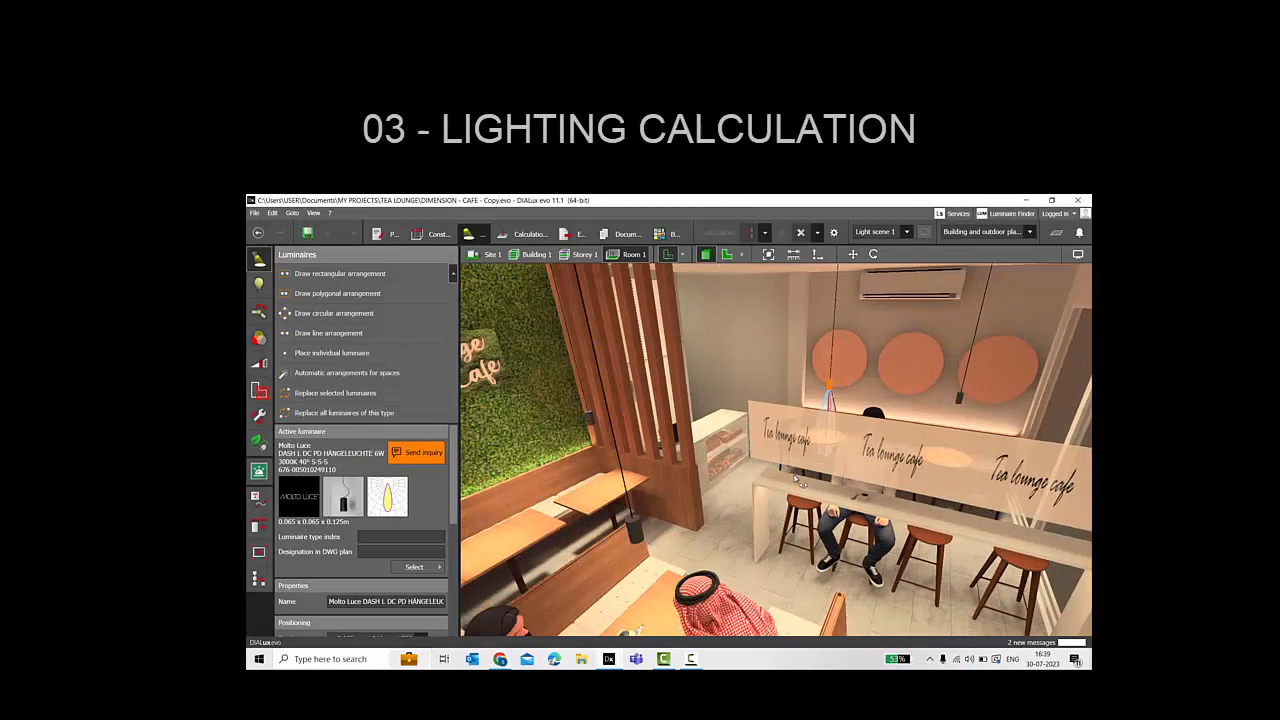 03 - LIGHTING CALCULATION
C:\Users\USER\Documents\MY PROJECTS\TEA LOUNGE\DIMENSION - CAFE - Copy.evo - DIALux evo 11.1 (64-bit)
File Edit Goto View ?
Services Luminaire Finder Logged in
P... Const... ... Calculatio... E... Docum... B... Light scene 1 Building and outdoor pla...
Luminaires Site 1 Building 1 Storey 1 Room 1
Draw rectangular arrangement
Draw polygonal arrangement
Draw circular arrangement
Draw line arrangement
Place individual luminaire
Automatic arrangements for spaces
Replace selected luminaires
Replace all luminaires of this type
Active luminaire
Molto Luce
DASH L DC PD HÄNGELEUCHTE 6W
3000K 40° S-S-S
676-005010249110
Send inquiry
MOLTO LUCE
0.065 x 0.065 x 0.125m
Luminaire type index
Designation in DWG plan
Select
Properties
Name Molto Luce DASH L DC PD HÄNGELEUC
Positioning
ge
Cafe
Tea lounge cafe
Tea lounge cafe
Tea lounge cafe
DIALux evo
2 new messages
Type here to search
53%
ENG
16:39
30-07-2023